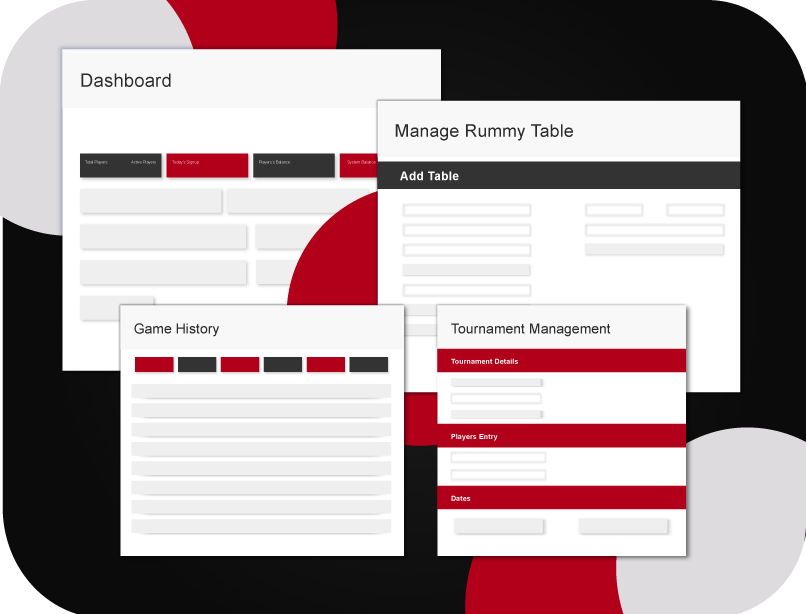 Dashboard
Total Players Active Players Today's Signup Player's Balance System Balance
Manage Rummy Table
Add Table
Game History
Tournament Management
Tournament Details
Players Entry
Dates